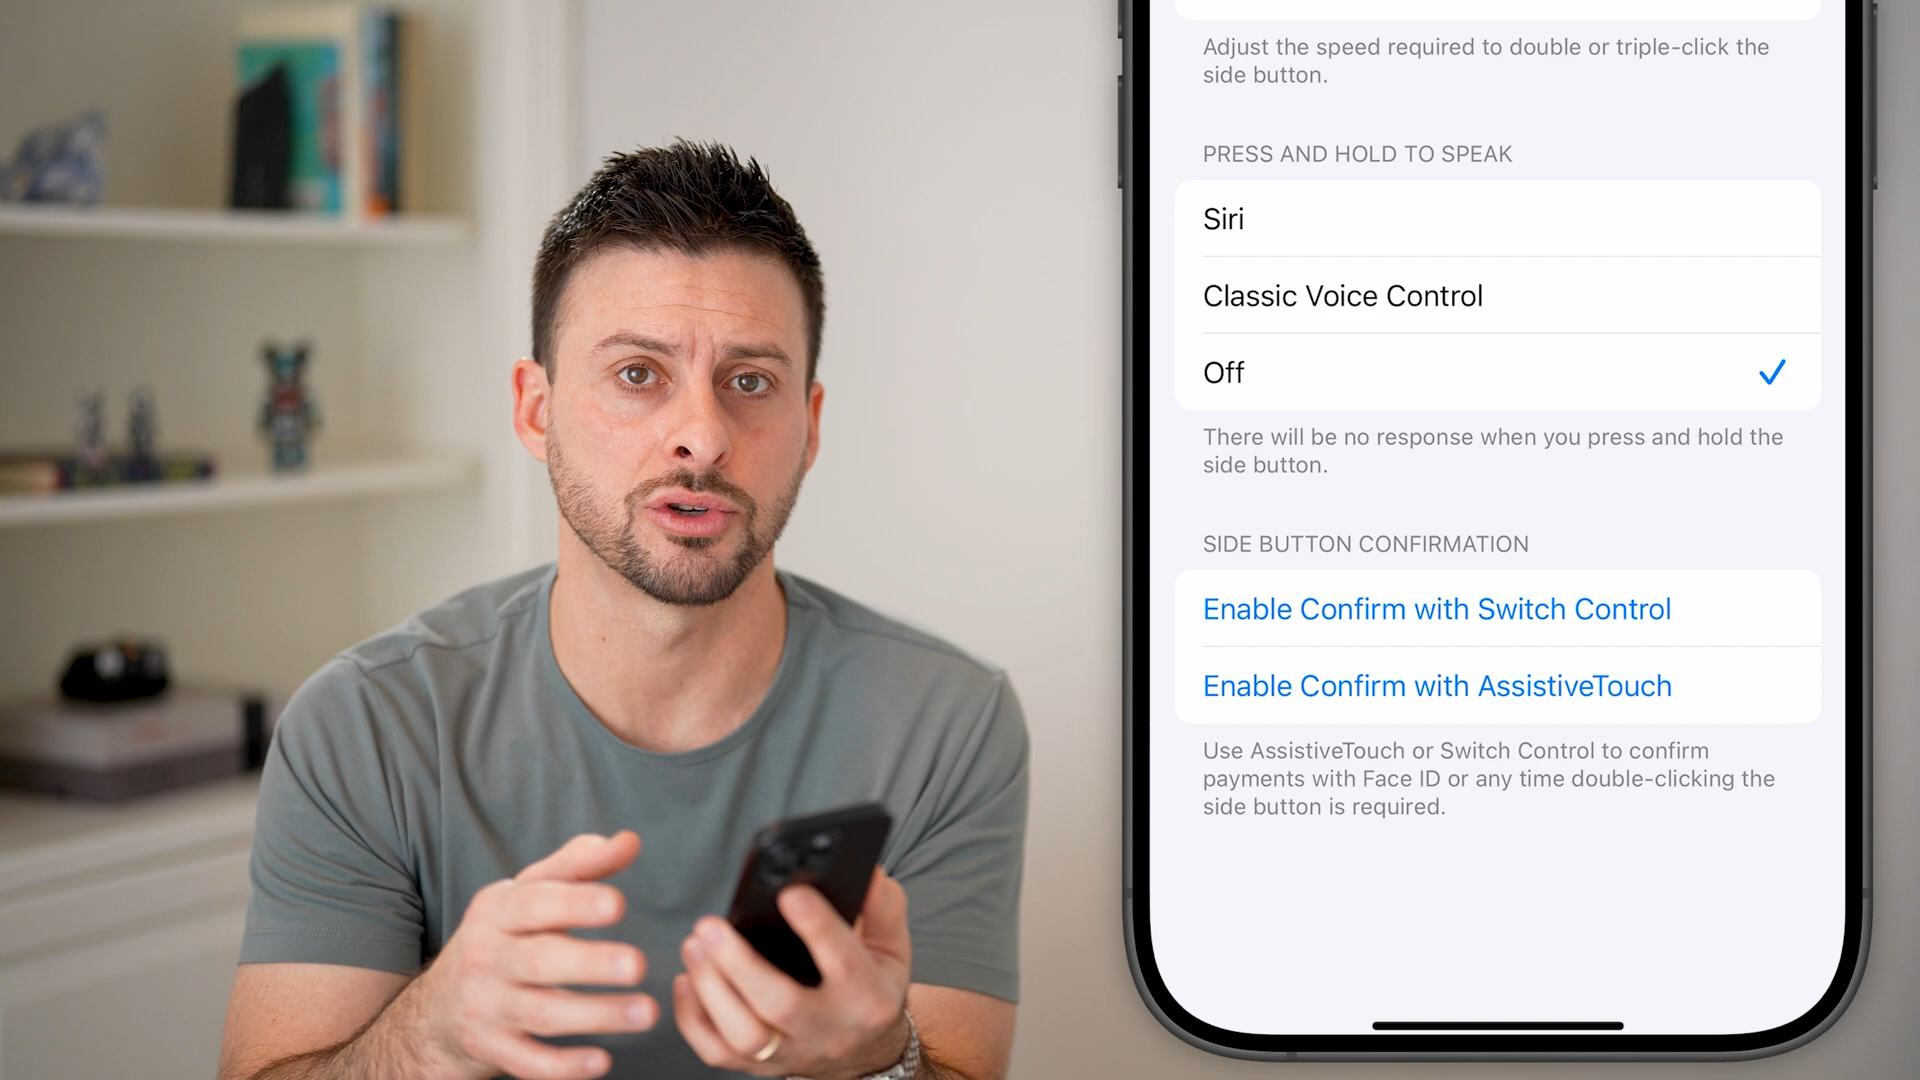 Adjust the speed required to double or triple-click the
side button.
PRESS AND HOLD TO SPEAK
Siri
Classic Voice Control
Off
There will be no response when you press and hold the
side button.
SIDE BUTTON CONFIRMATION
Enable Confirm with Switch Control
Enable Confirm with AssistiveTouch
Use AssistiveTouch or Switch Control to confirm
payments with Face ID or any time double-clicking the
side button is required.